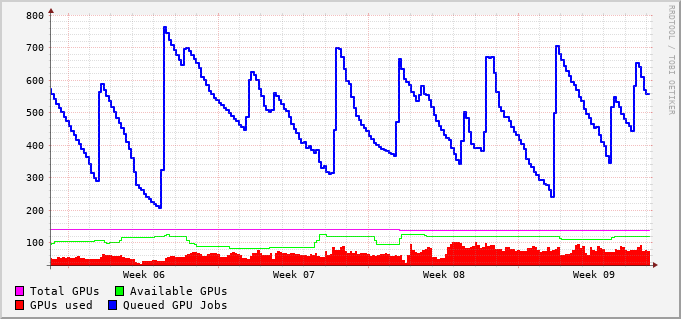 800
700
600
500
400
300
200
100
Week 06 Week 07 Week 08 Week 09
Total GPUs Available GPUs
GPUs used Queued GPU Jobs
RRDTOOL / TOBI OETIKER